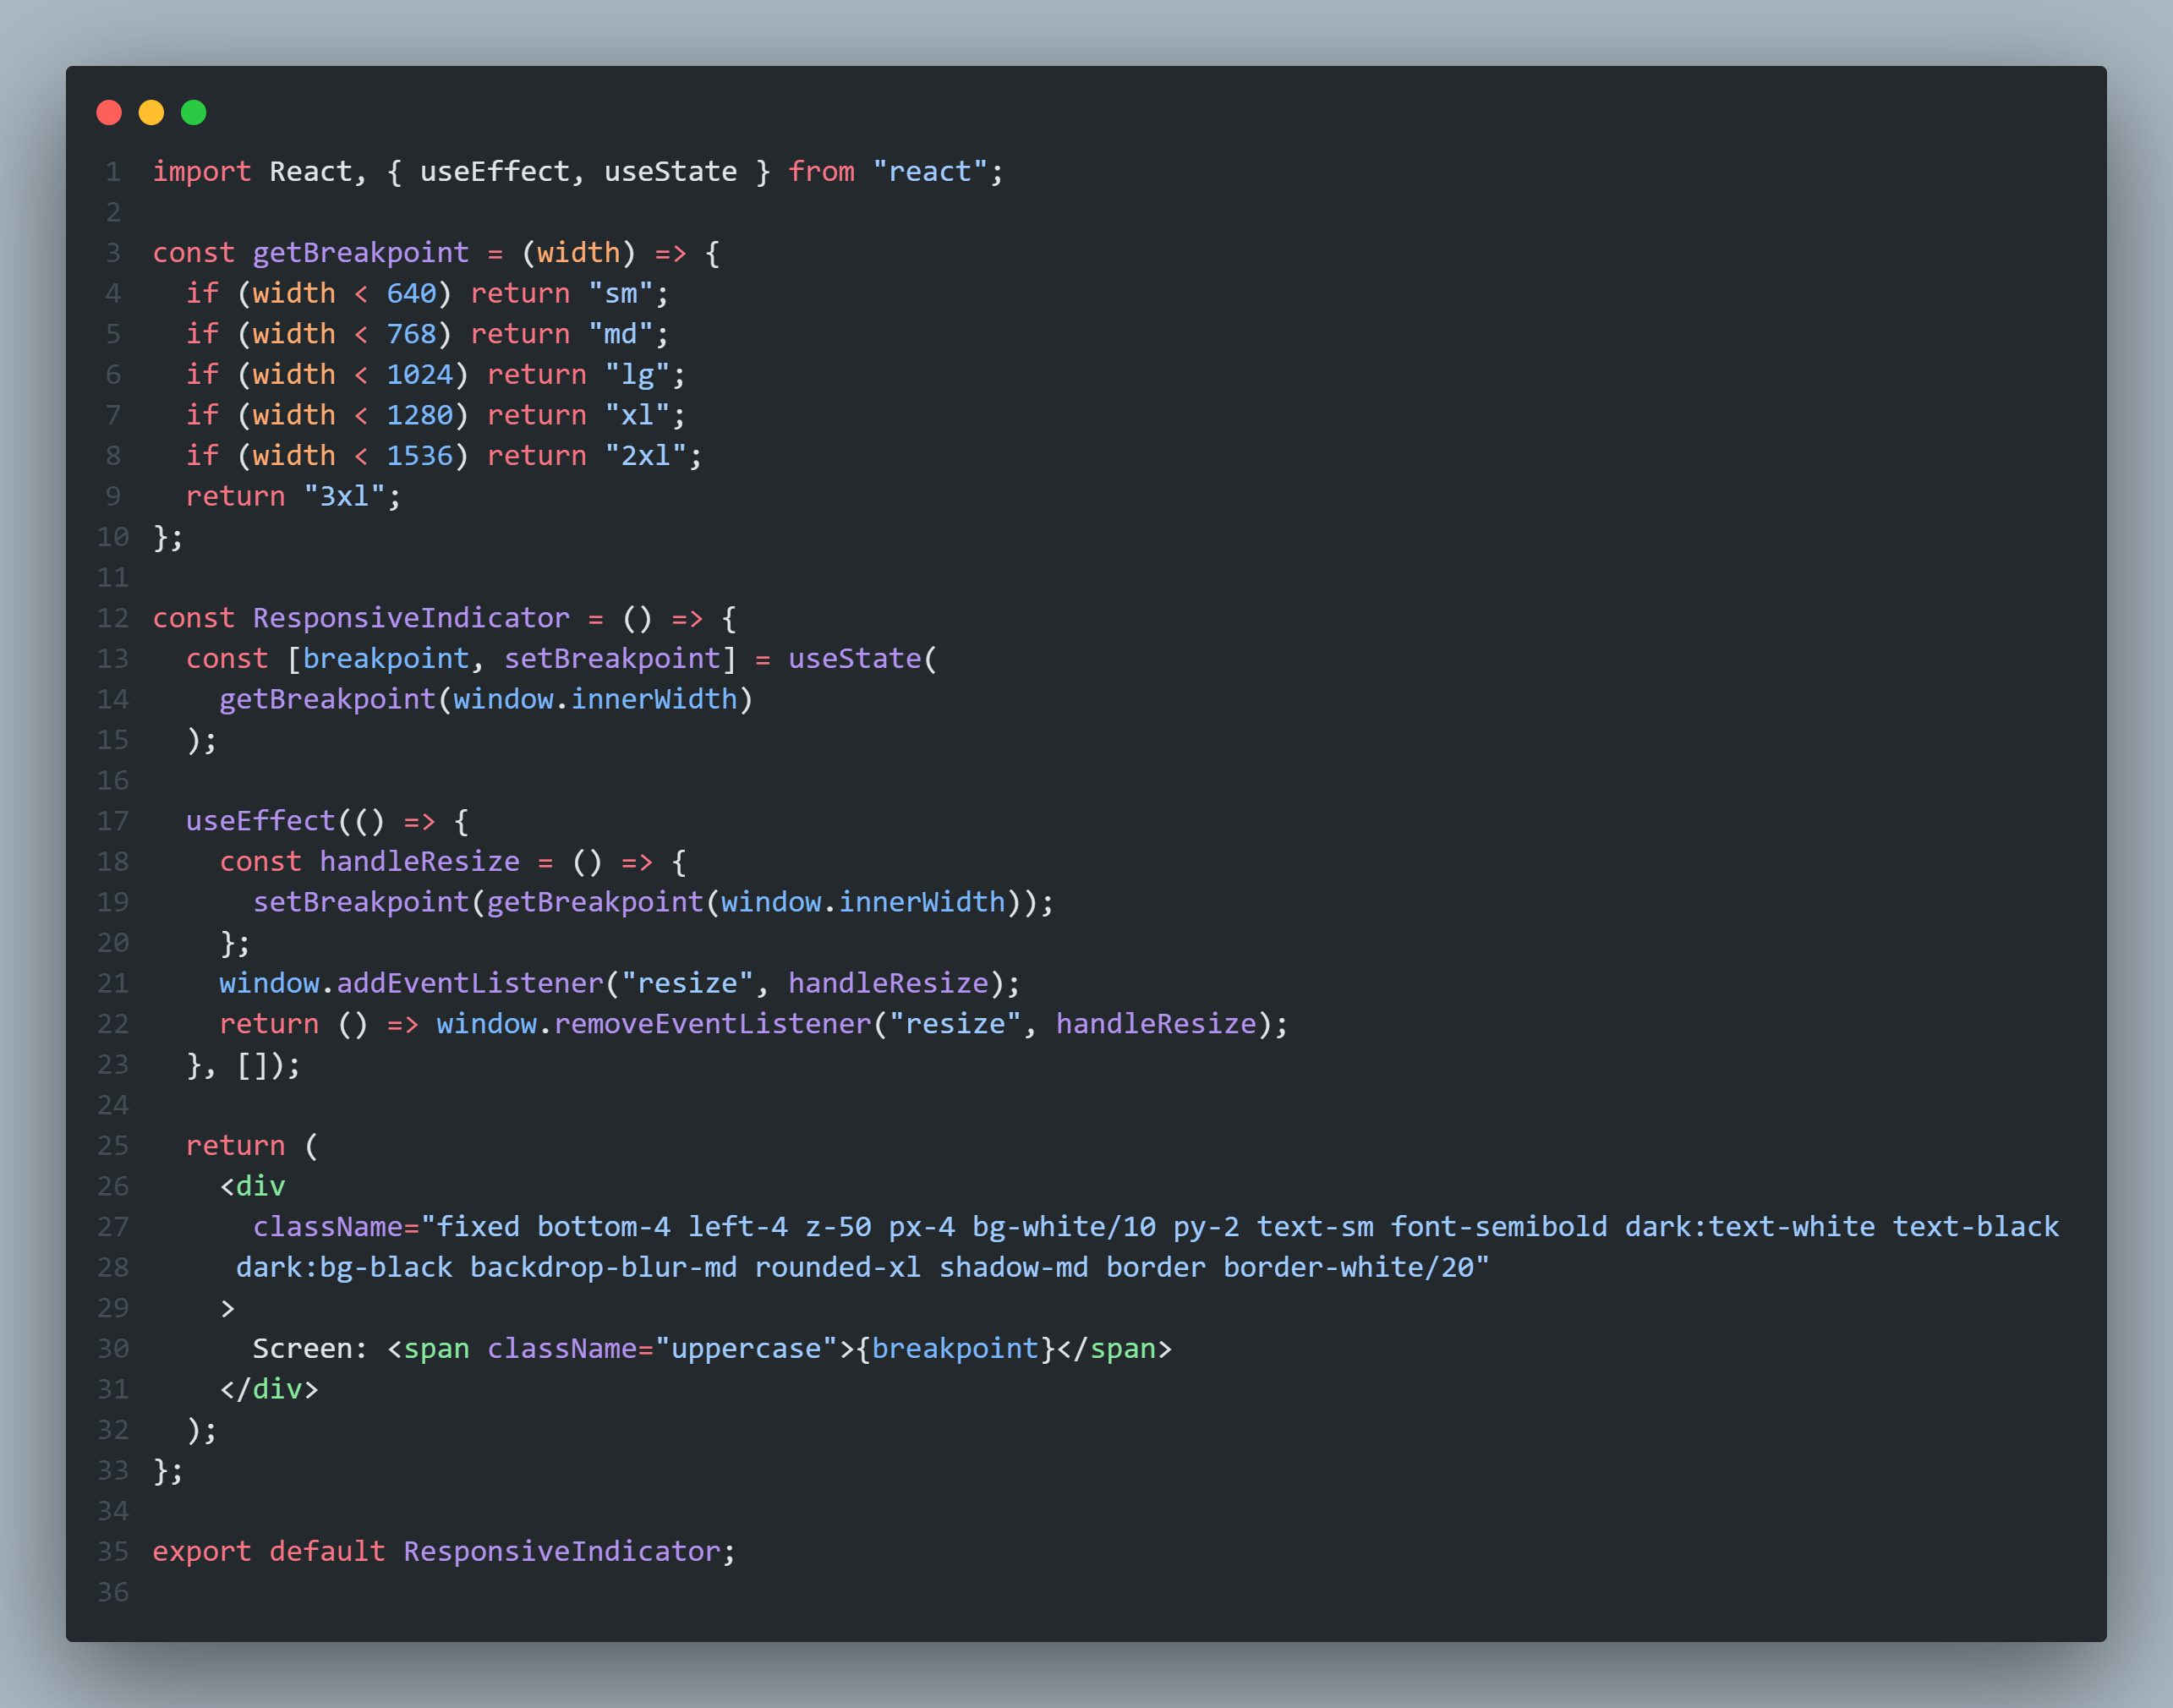 1 import React, { useEffect, useState } from "react";
2
3 const getBreakpoint = (width) => {
4   if (width < 640) return "sm";
5   if (width < 768) return "md";
6   if (width < 1024) return "lg";
7   if (width < 1280) return "xl";
8   if (width < 1536) return "2xl";
9   return "3xl";
10 };
11
12 const ResponsiveIndicator = () => {
13   const [breakpoint, setBreakpoint] = useState(
14     getBreakpoint(window.innerWidth)
15   );
16
17   useEffect(() => {
18     const handleResize = () => {
19       setBreakpoint(getBreakpoint(window.innerWidth));
20     };
21     window.addEventListener("resize", handleResize);
22     return () => window.removeEventListener("resize", handleResize);
23   }, []);
24
25   return (
26     <div
27       className="fixed bottom-4 left-4 z-50 px-4 bg-white/10 py-2 text-sm font-semibold dark:text-white text-black
28      dark:bg-black backdrop-blur-md rounded-xl shadow-md border border-white/20"
29     >
30       Screen: <span className="uppercase">{breakpoint}</span>
31     </div>
32   );
33 };
34
35 export default ResponsiveIndicator;
36